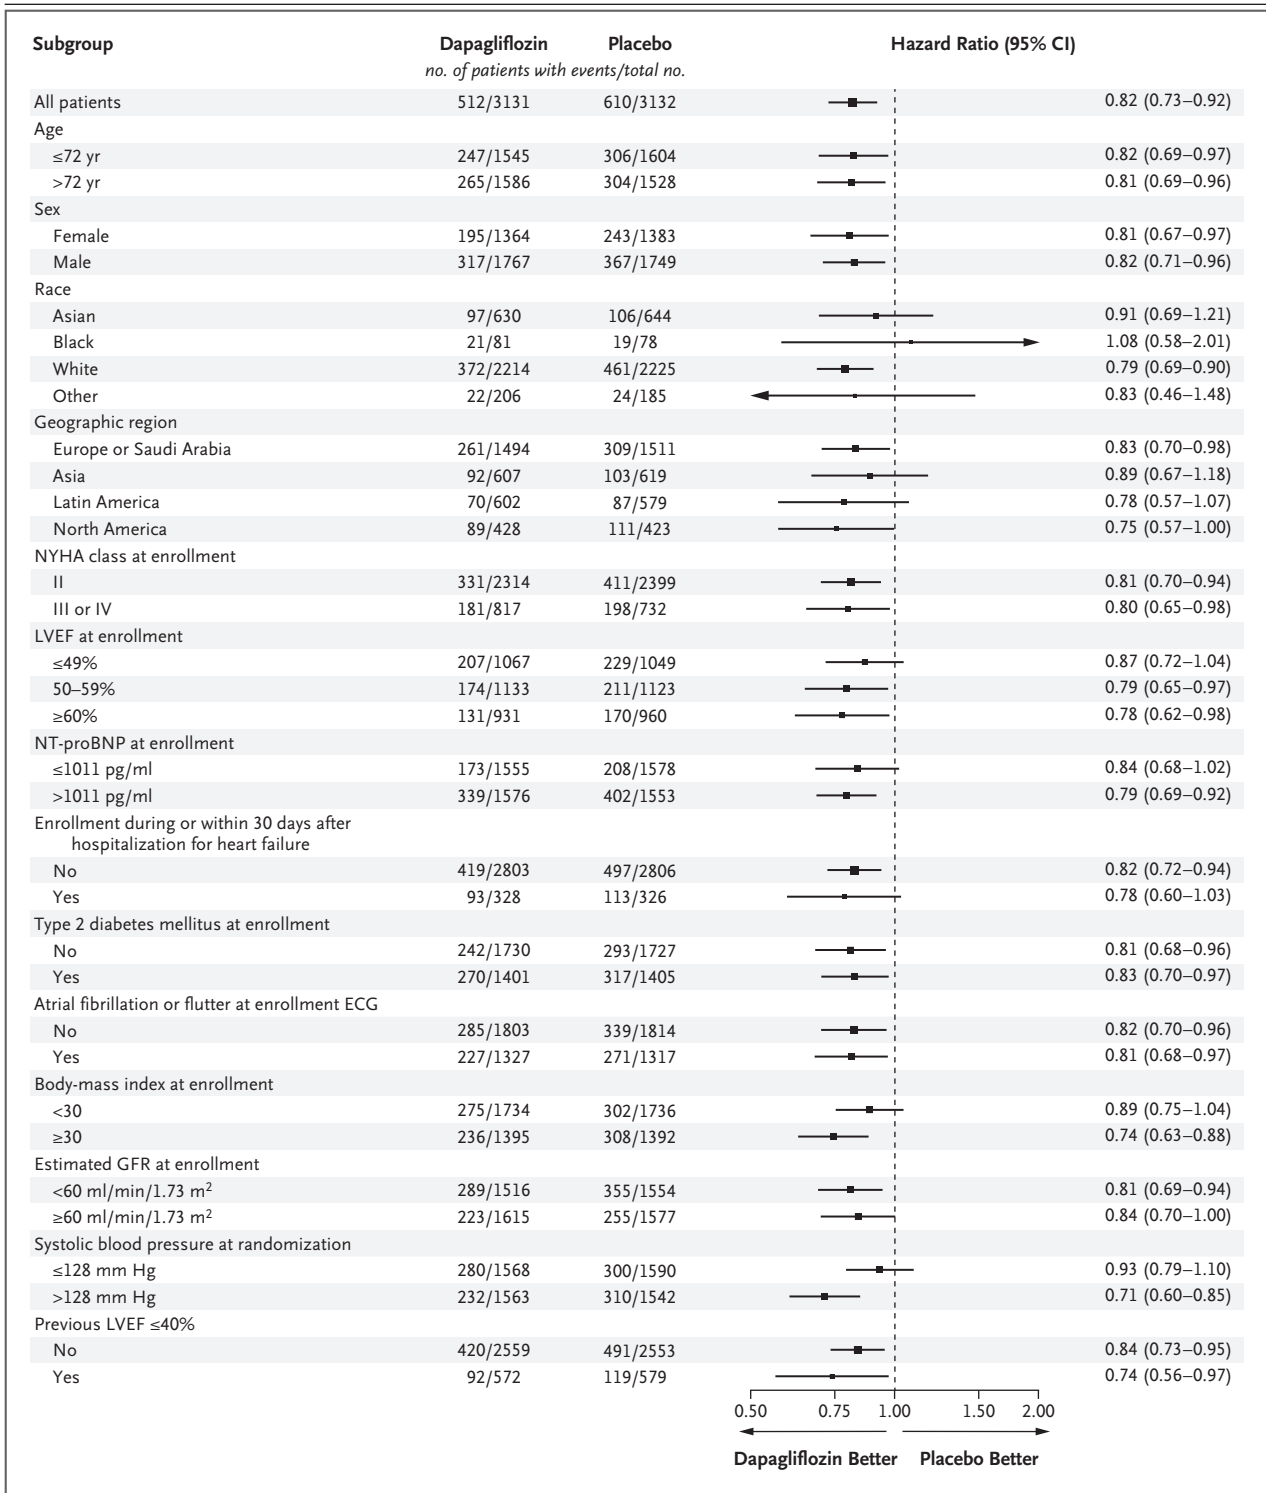 Subgroup Dapagliflozin Placebo Hazard Ratio (95% CI)
no. of patients with events/total no.
All patients 512/3131 610/3132 0.82 (0.73–0.92)
Age
≤72 yr 247/1545 306/1604 0.82 (0.69–0.97)
>72 yr 265/1586 304/1528 0.81 (0.69–0.96)
Sex
Female 195/1364 243/1383 0.81 (0.67–0.97)
Male 317/1767 367/1749 0.82 (0.71–0.96)
Race
Asian 97/630 106/644 0.91 (0.69–1.21)
Black 21/81 19/78 1.08 (0.58–2.01)
White 372/2214 461/2225 0.79 (0.69–0.90)
Other 22/206 24/185 0.83 (0.46–1.48)
Geographic region
Europe or Saudi Arabia 261/1494 309/1511 0.83 (0.70–0.98)
Asia 92/607 103/619 0.89 (0.67–1.18)
Latin America 70/602 87/579 0.78 (0.57–1.07)
North America 89/428 111/423 0.75 (0.57–1.00)
NYHA class at enrollment
II 331/2314 411/2399 0.81 (0.70–0.94)
III or IV 181/817 198/732 0.80 (0.65–0.98)
LVEF at enrollment
≤49% 207/1067 229/1049 0.87 (0.72–1.04)
50–59% 174/1133 211/1123 0.79 (0.65–0.97)
≥60% 131/931 170/960 0.78 (0.62–0.98)
NT-proBNP at enrollment
≤1011 pg/ml 173/1555 208/1578 0.84 (0.68–1.02)
>1011 pg/ml 339/1576 402/1553 0.79 (0.69–0.92)
Enrollment during or within 30 days after
hospitalization for heart failure
No 419/2803 497/2806 0.82 (0.72–0.94)
Yes 93/328 113/326 0.78 (0.60–1.03)
Type 2 diabetes mellitus at enrollment
No 242/1730 293/1727 0.81 (0.68–0.96)
Yes 270/1401 317/1405 0.83 (0.70–0.97)
Atrial fibrillation or flutter at enrollment ECG
No 285/1803 339/1814 0.82 (0.70–0.96)
Yes 227/1327 271/1317 0.81 (0.68–0.97)
Body-mass index at enrollment
<30 275/1734 302/1736 0.89 (0.75–1.04)
≥30 236/1395 308/1392 0.74 (0.63–0.88)
Estimated GFR at enrollment
<60 ml/min/1.73 m² 289/1516 355/1554 0.81 (0.69–0.94)
≥60 ml/min/1.73 m² 223/1615 255/1577 0.84 (0.70–1.00)
Systolic blood pressure at randomization
≤128 mm Hg 280/1568 300/1590 0.93 (0.79–1.10)
>128 mm Hg 232/1563 310/1542 0.71 (0.60–0.85)
Previous LVEF ≤40%
No 420/2559 491/2553 0.84 (0.73–0.95)
Yes 92/572 119/579 0.74 (0.56–0.97)
0.50 0.75 1.00 1.50 2.00
Dapagliflozin Better Placebo Better